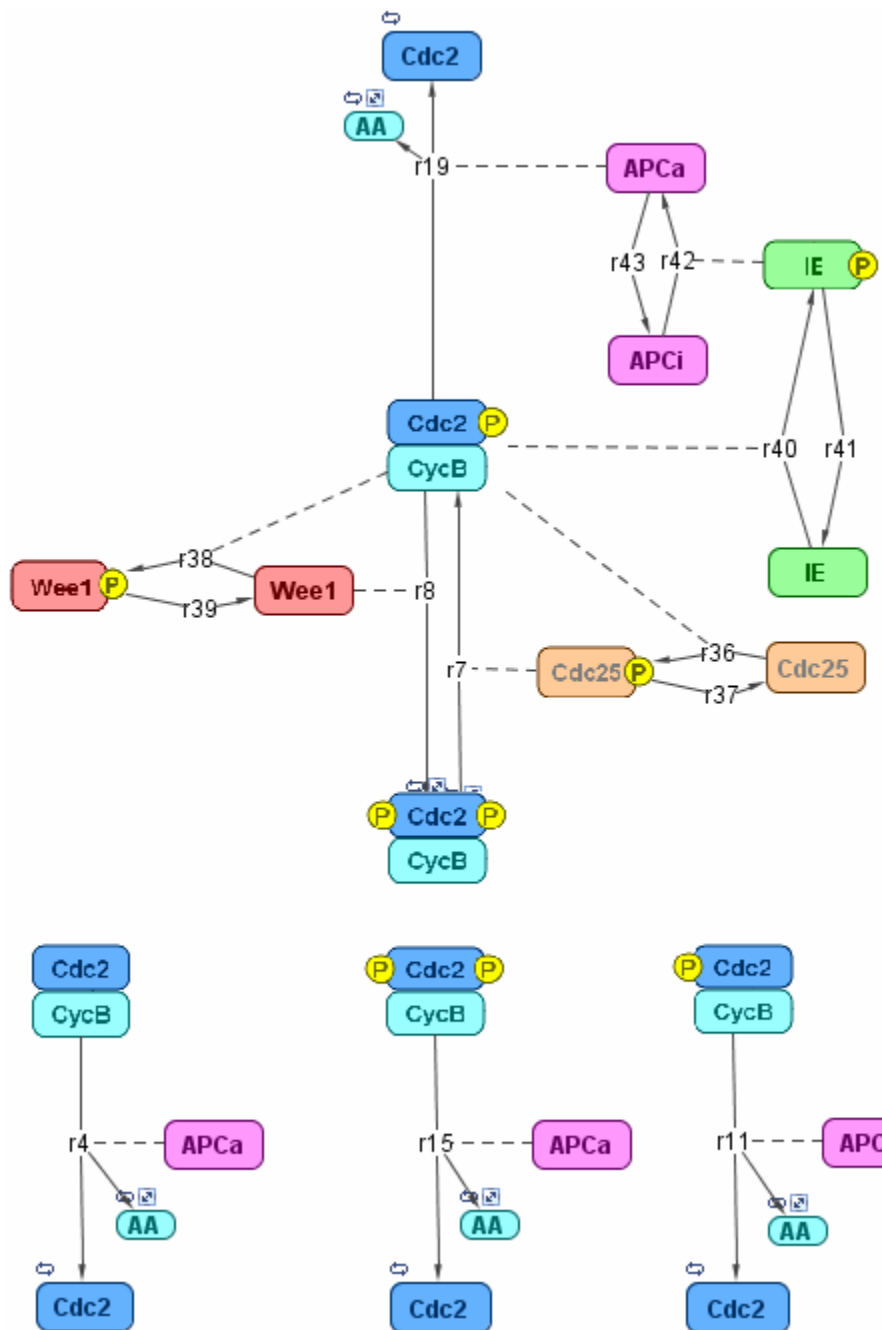 Cdc2
AA
r19
APCa
r43
r42
IE
P
APCi
Cdc2
P
CycB
r40
r41
r38
Wee1
P
Wee1
r8
IE
r39
r7
r36
Cdc25
P
Cdc25
r37
P
Cdc2
P
CycB
Cdc2
P
Cdc2
P
P
Cdc2
CycB
CycB
CycB
r4
APCa
r15
APCa
r11
APC
AA
AA
AA
Cdc2
Cdc2
Cdc2